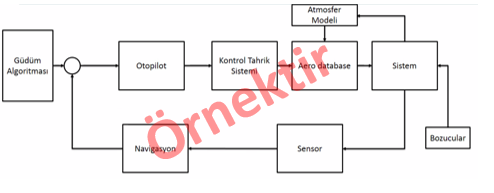 Atmosfer
Modeli
Güdüm
Algoritması
Otopilot
Kontrol Tahrik
Sistemi
Aero database
Sistem
Örnektir
Bozucular
Navigasyon
Sensor